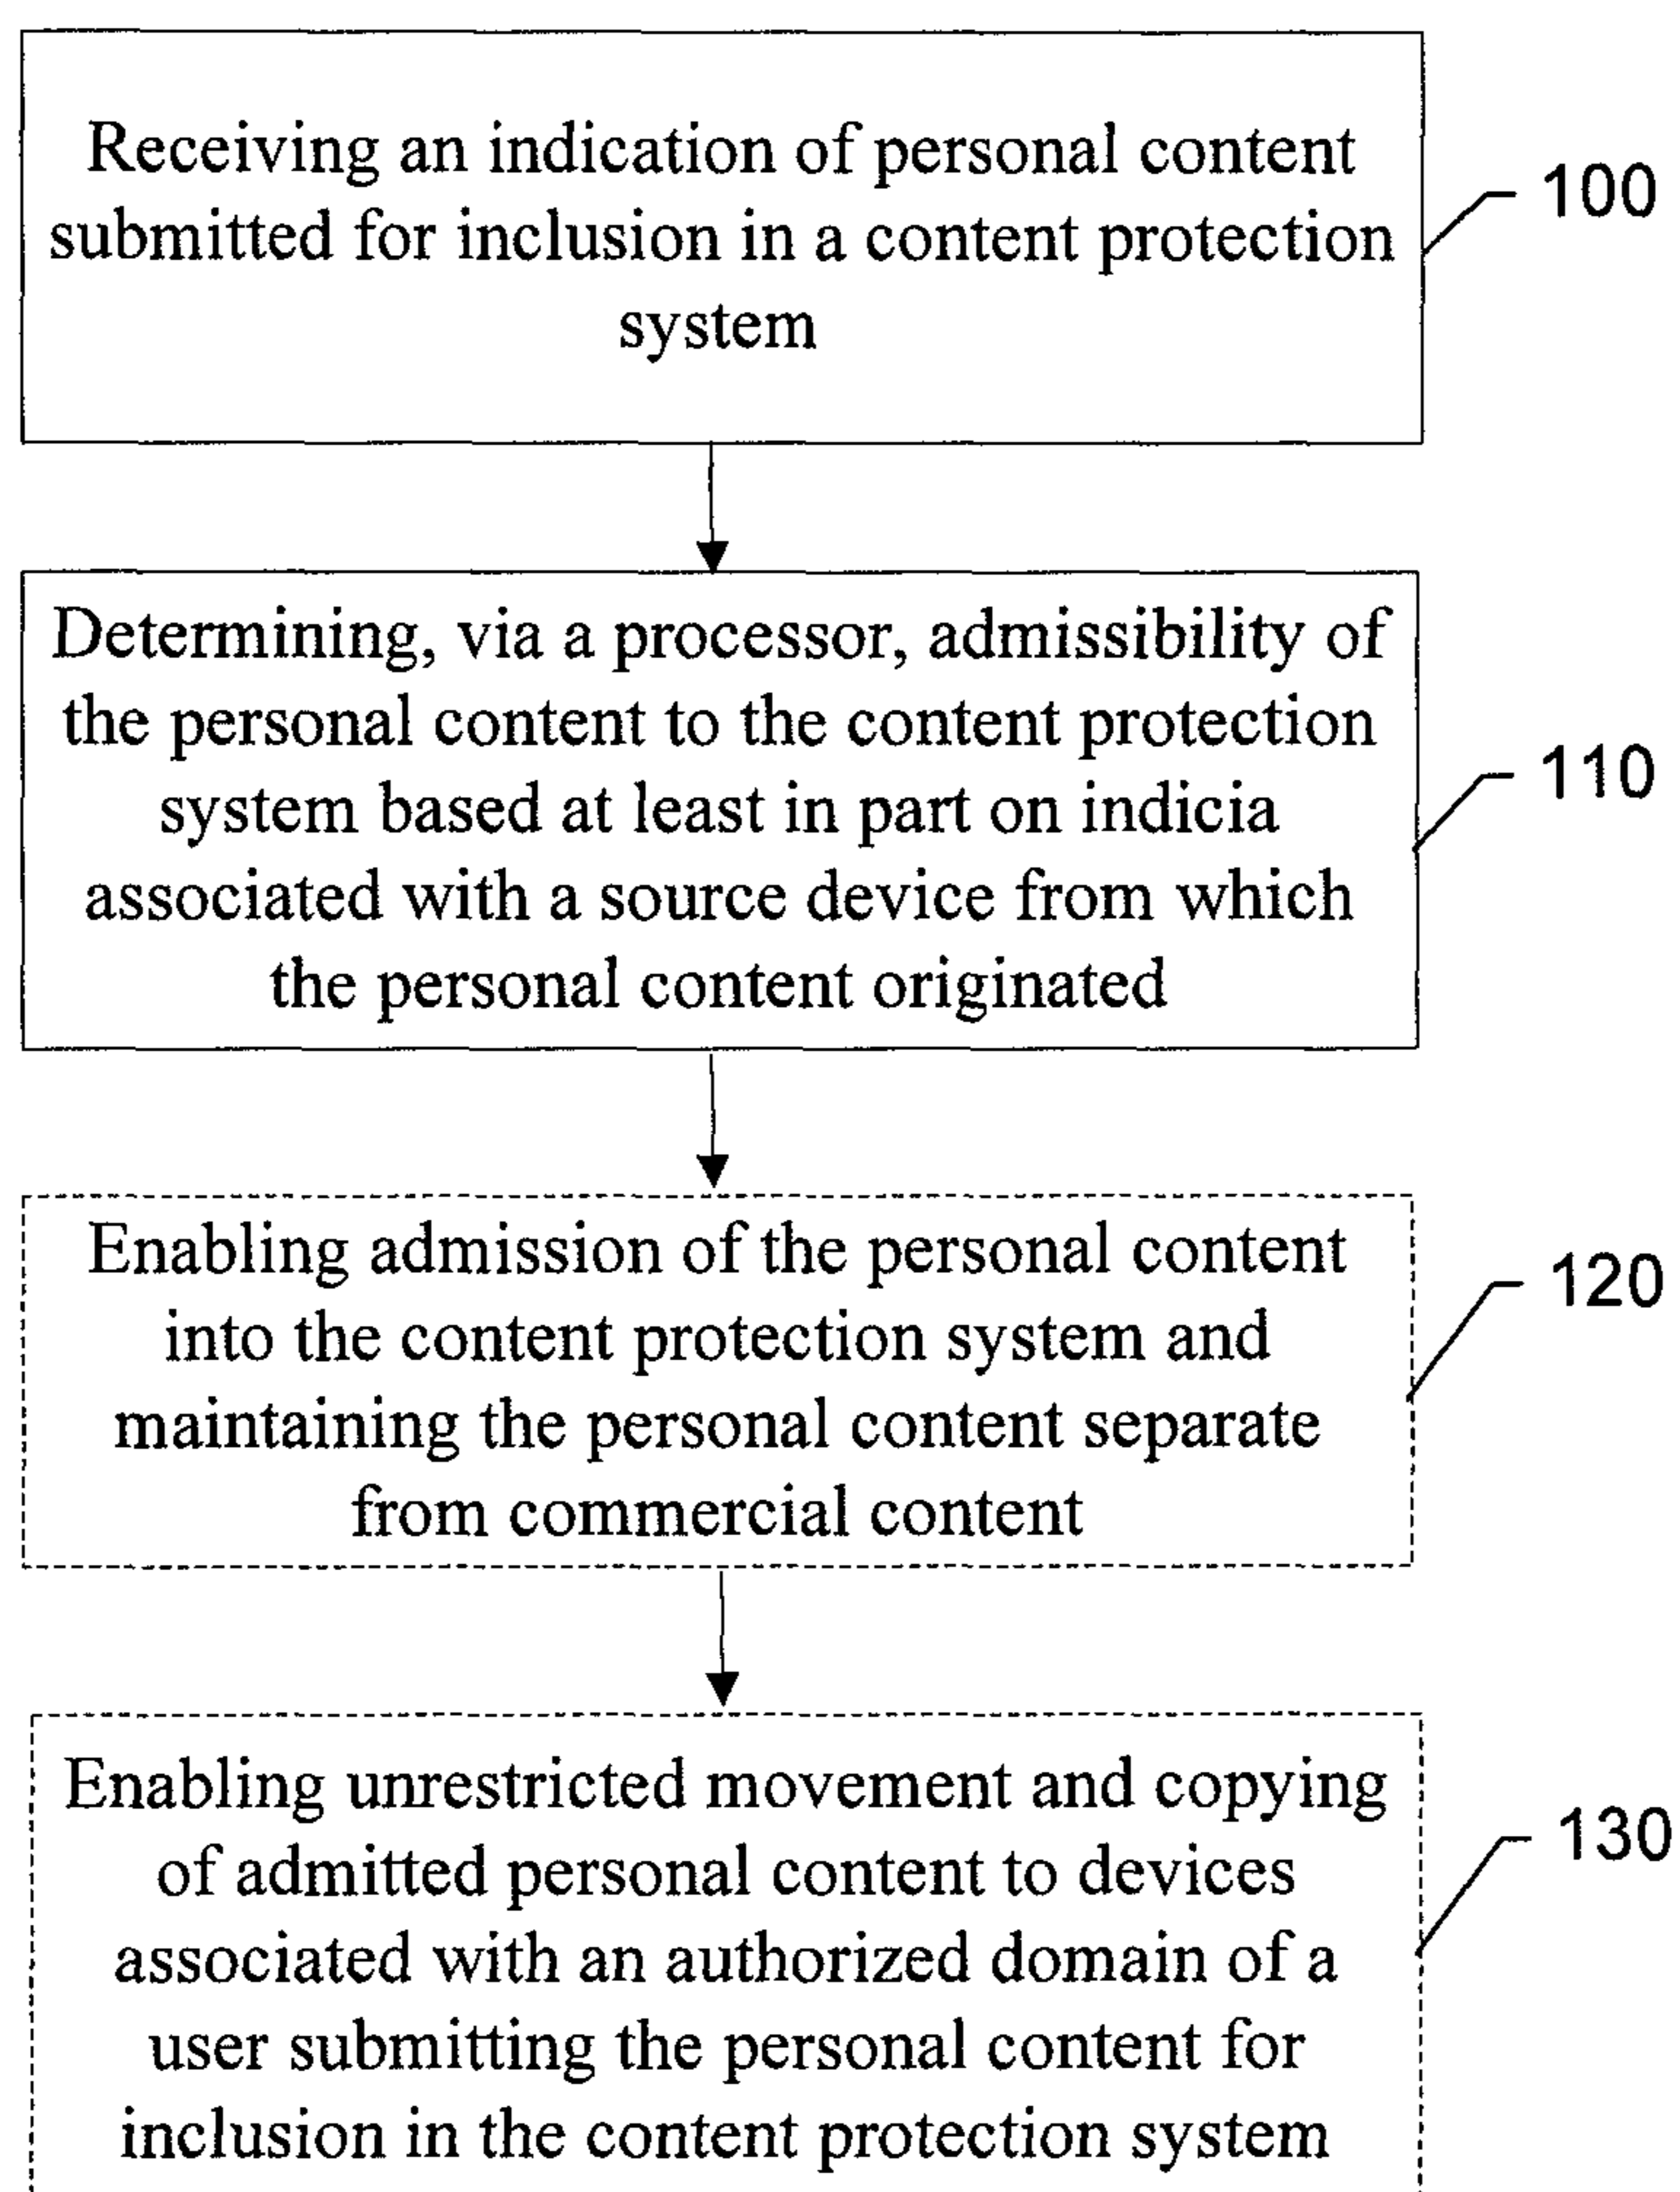 Receiving an indication of personal content
submitted for inclusion in a content protection
system
100
Determining, via a processor, admissibility of
the personal content to the content protection
system based at least in part on indicia
associated with a source device from which
the personal content originated
110
Enabling admission of the personal content
into the content protection system and
maintaining the personal content separate
from commercial content
120
Enabling unrestricted movement and copying
of admitted personal content to devices
associated with an authorized domain of a
user submitting the personal content for
inclusion in the content protection system
130